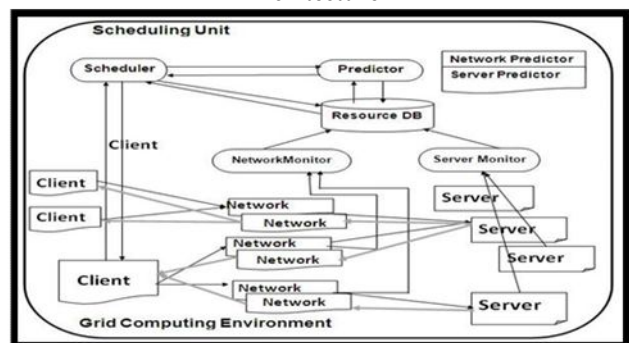 Scheduling Unit
Scheduler
Predictor
Network Predictor
Server Predictor
Resource DB
Client
NetworkMonitor
Server Monitor
Client
Client
Network
Network
Server
Server
Network
Network
Server
Client
Network
Network
Server
Grid Computing Environment